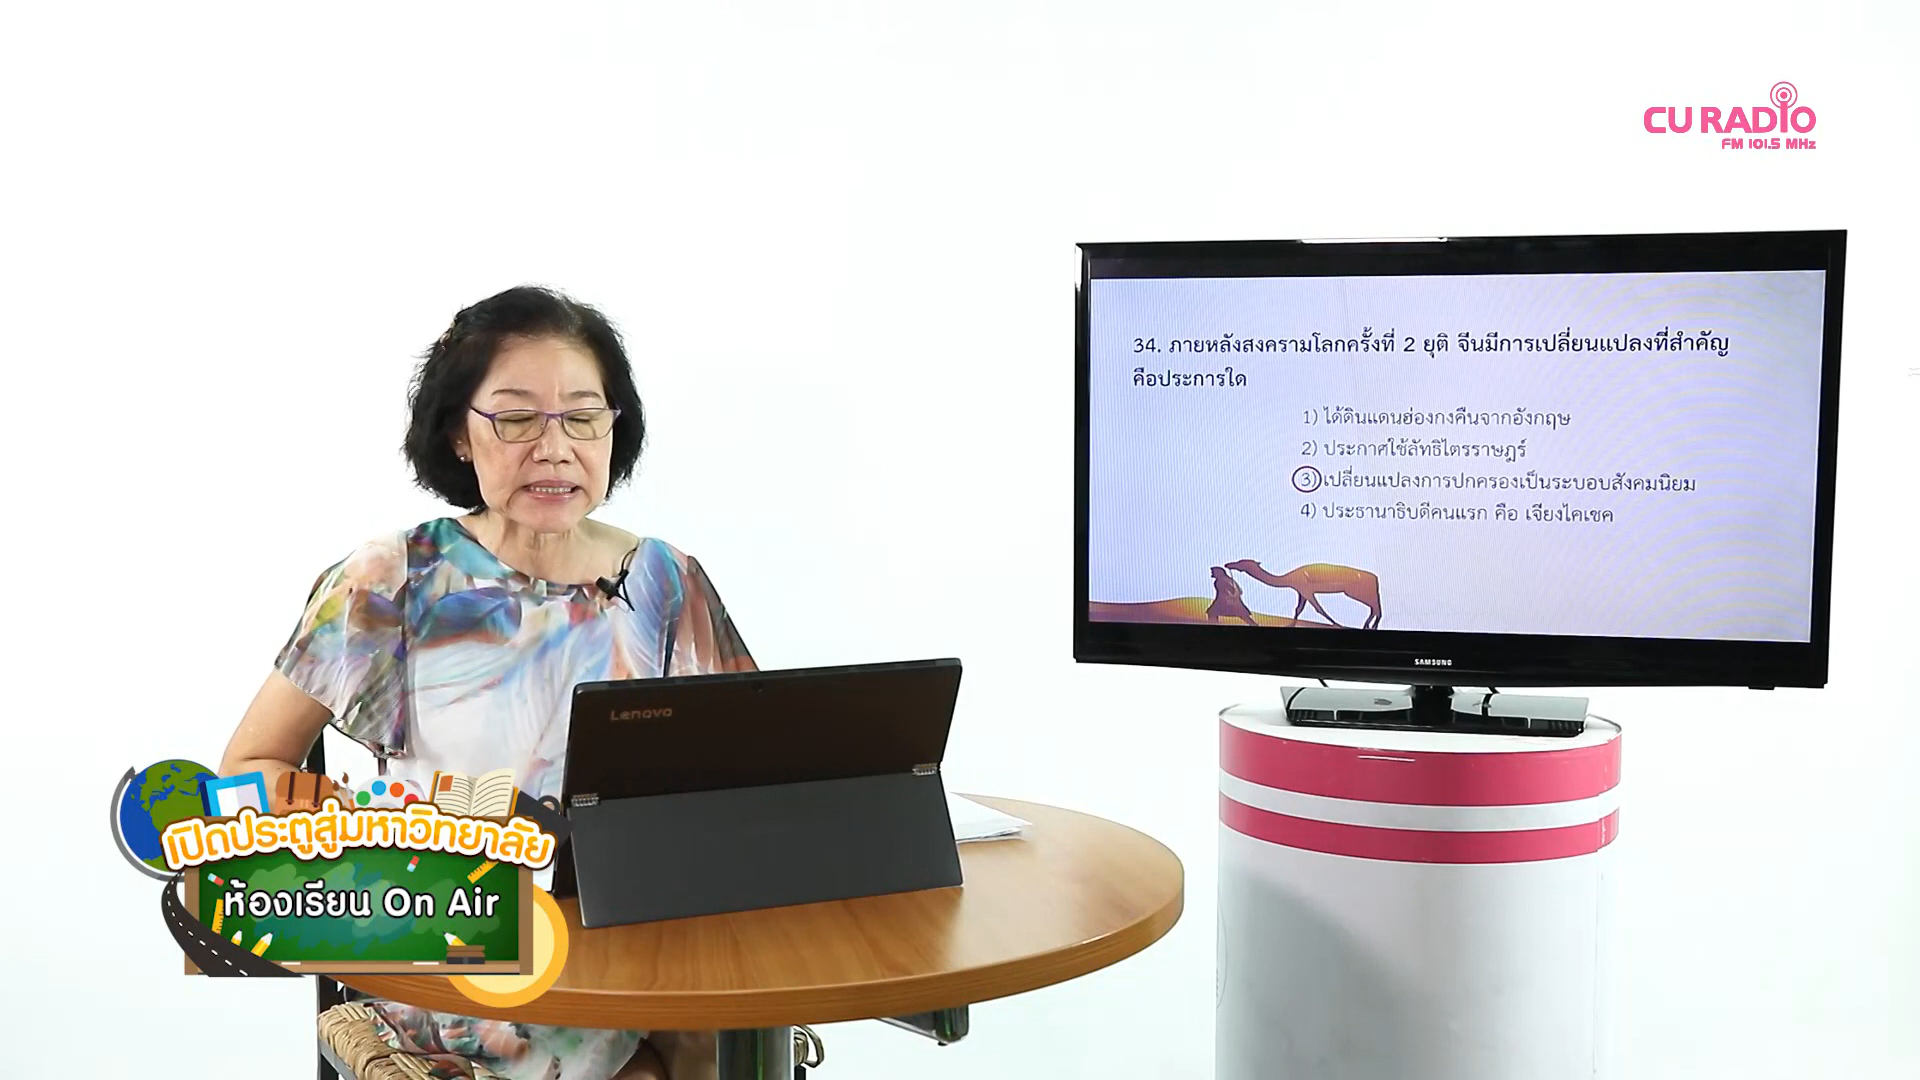 CU RADIO
FM 101.5 MHz
34. ภายหลังสงครามโลกครั้งที่ 2 ยุติ จีนมีการเปลี่ยนแปลงที่สำคัญ
คือประการใด
1) ได้ดินแดนฮ่องกงคืนจากอังกฤษ
2) ประกาศใช้ลัทธิไตรราษฎร์
3) เปลี่ยนแปลงการปกครองเป็นระบอบสังคมนิยม
4) ประธานาธิบดีคนแรก คือ เจียงไคเชค
SAMSUNG
Lenovo
เปิดประตูสู่มหาวิทยาลัย
ห้องเรียน On Air